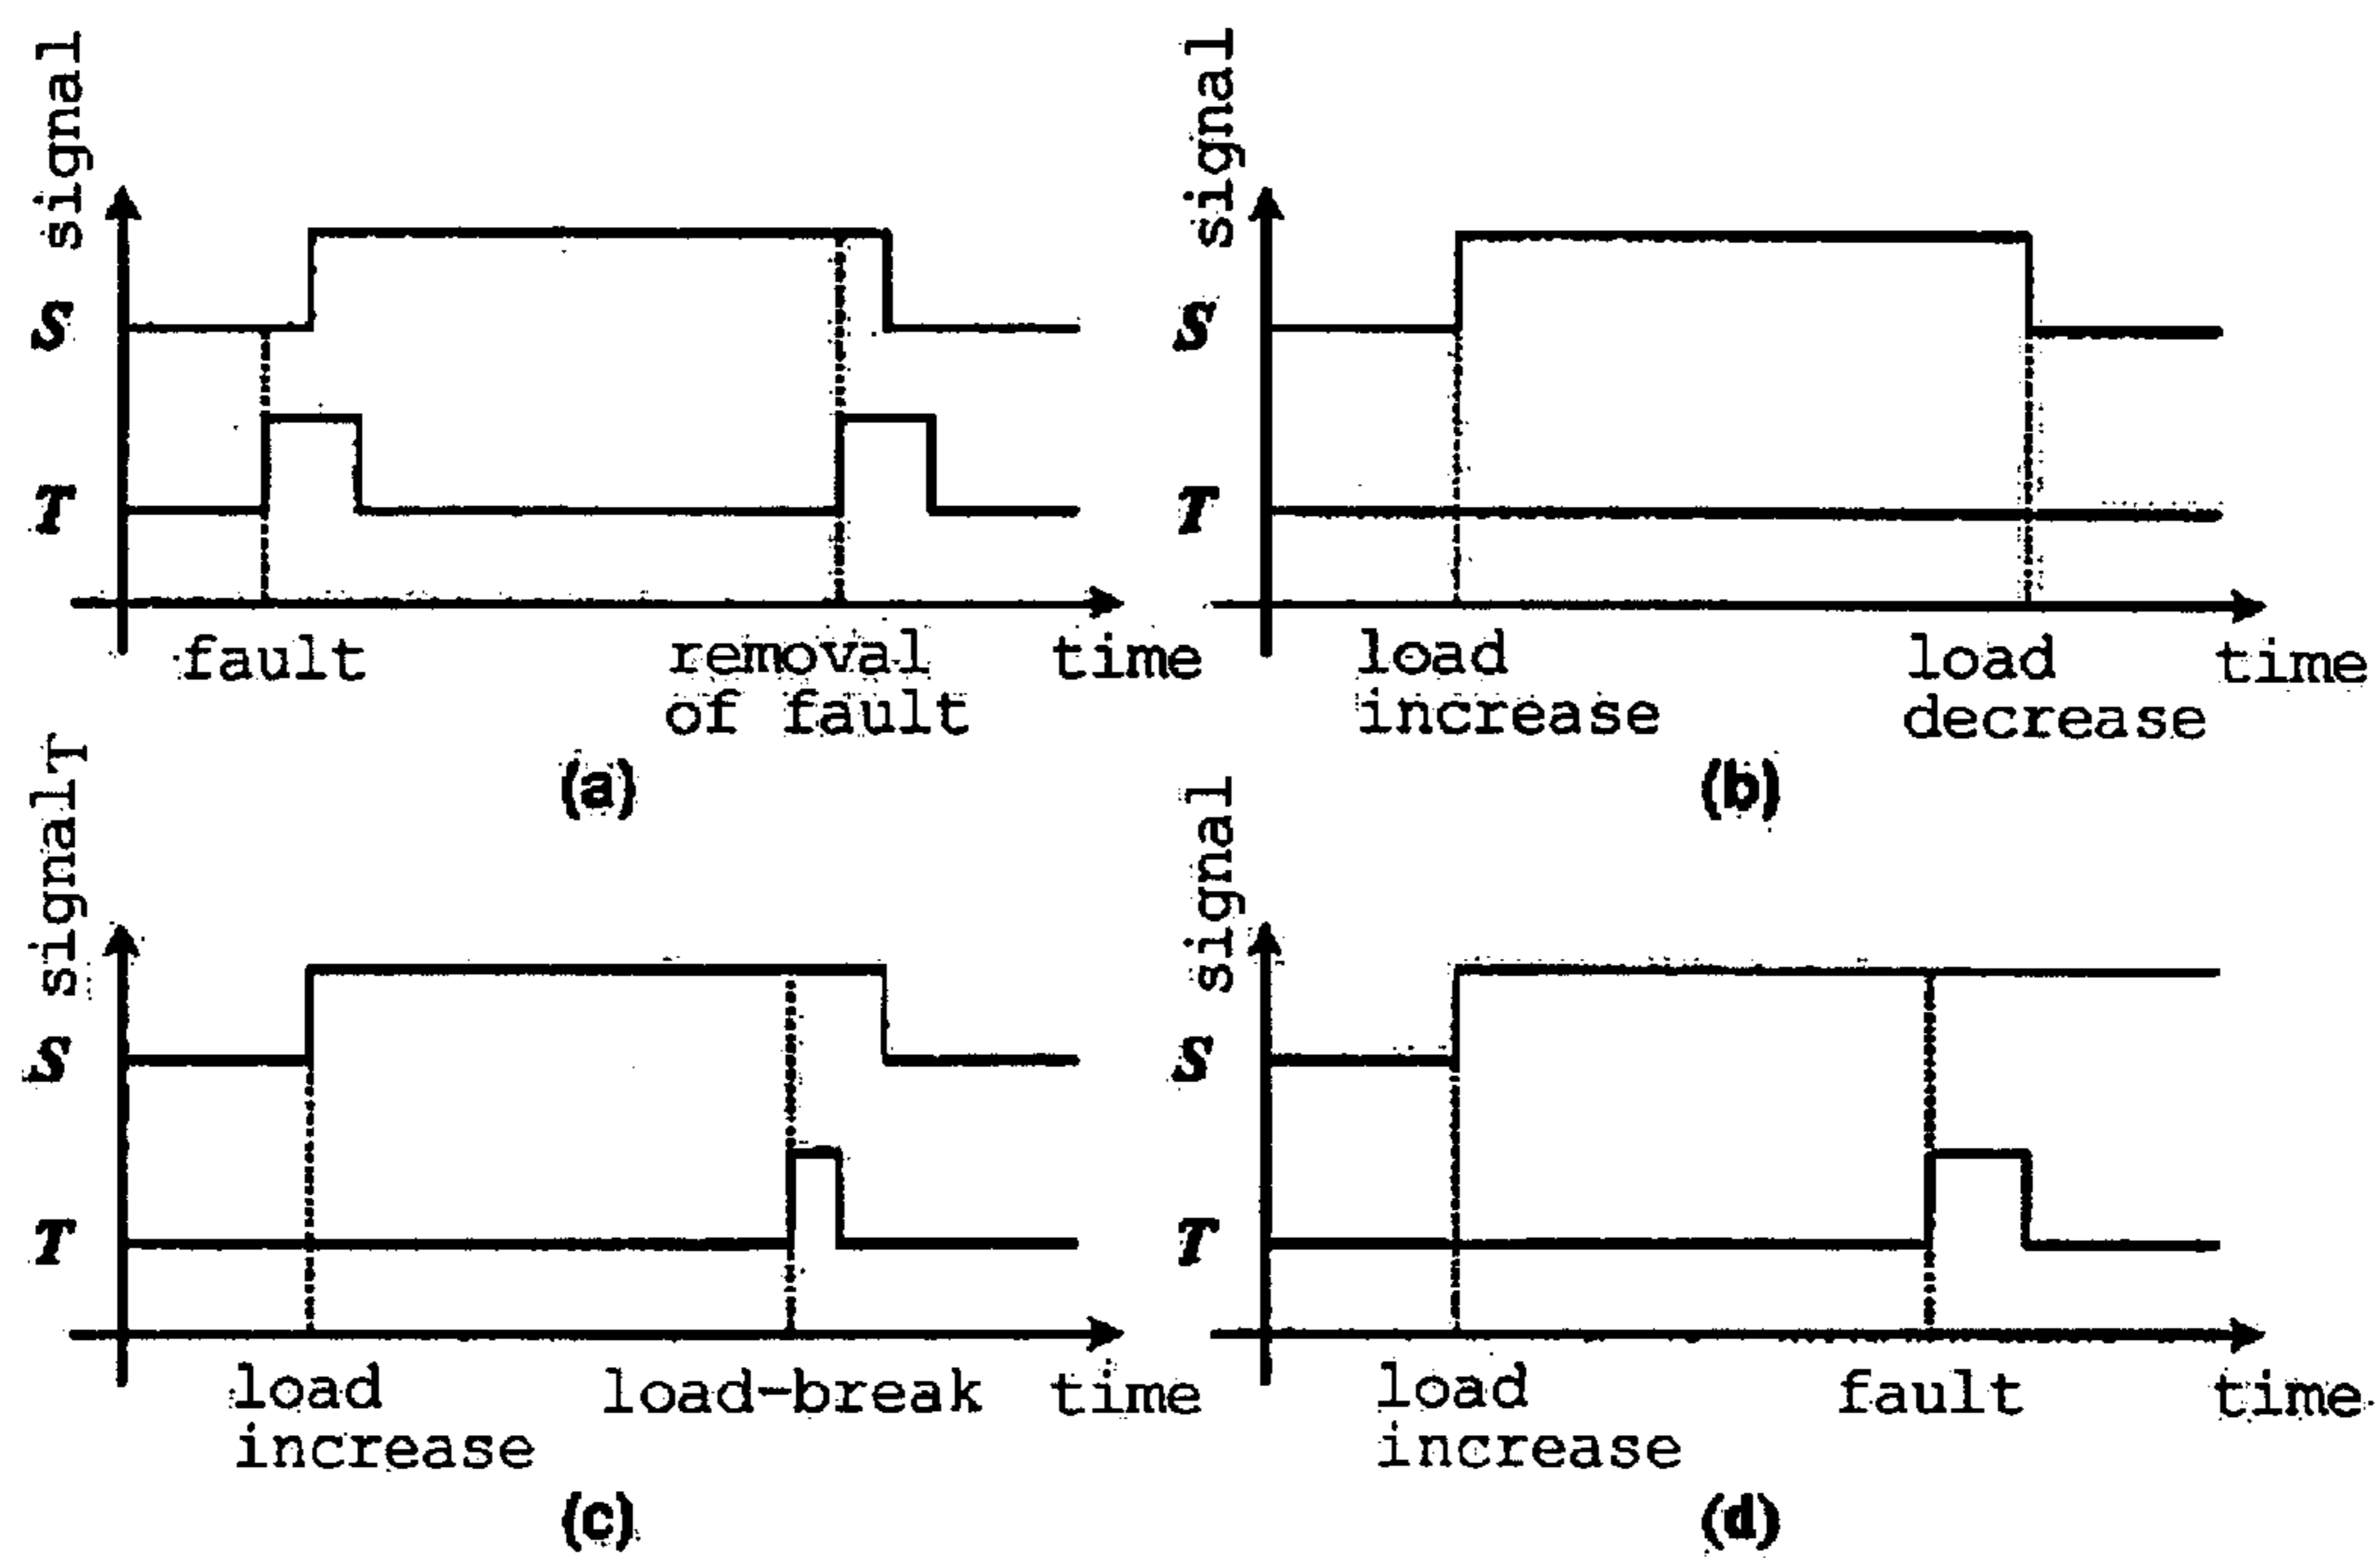 signal
S
T
fault
removal
of fault
time
(a)
signal
S
T
load
increase
load
decrease
time
(b)
signalT
S
T
load
increase
load-break
time
(c)
signal
S
T
load
increase
fault
time
(d)